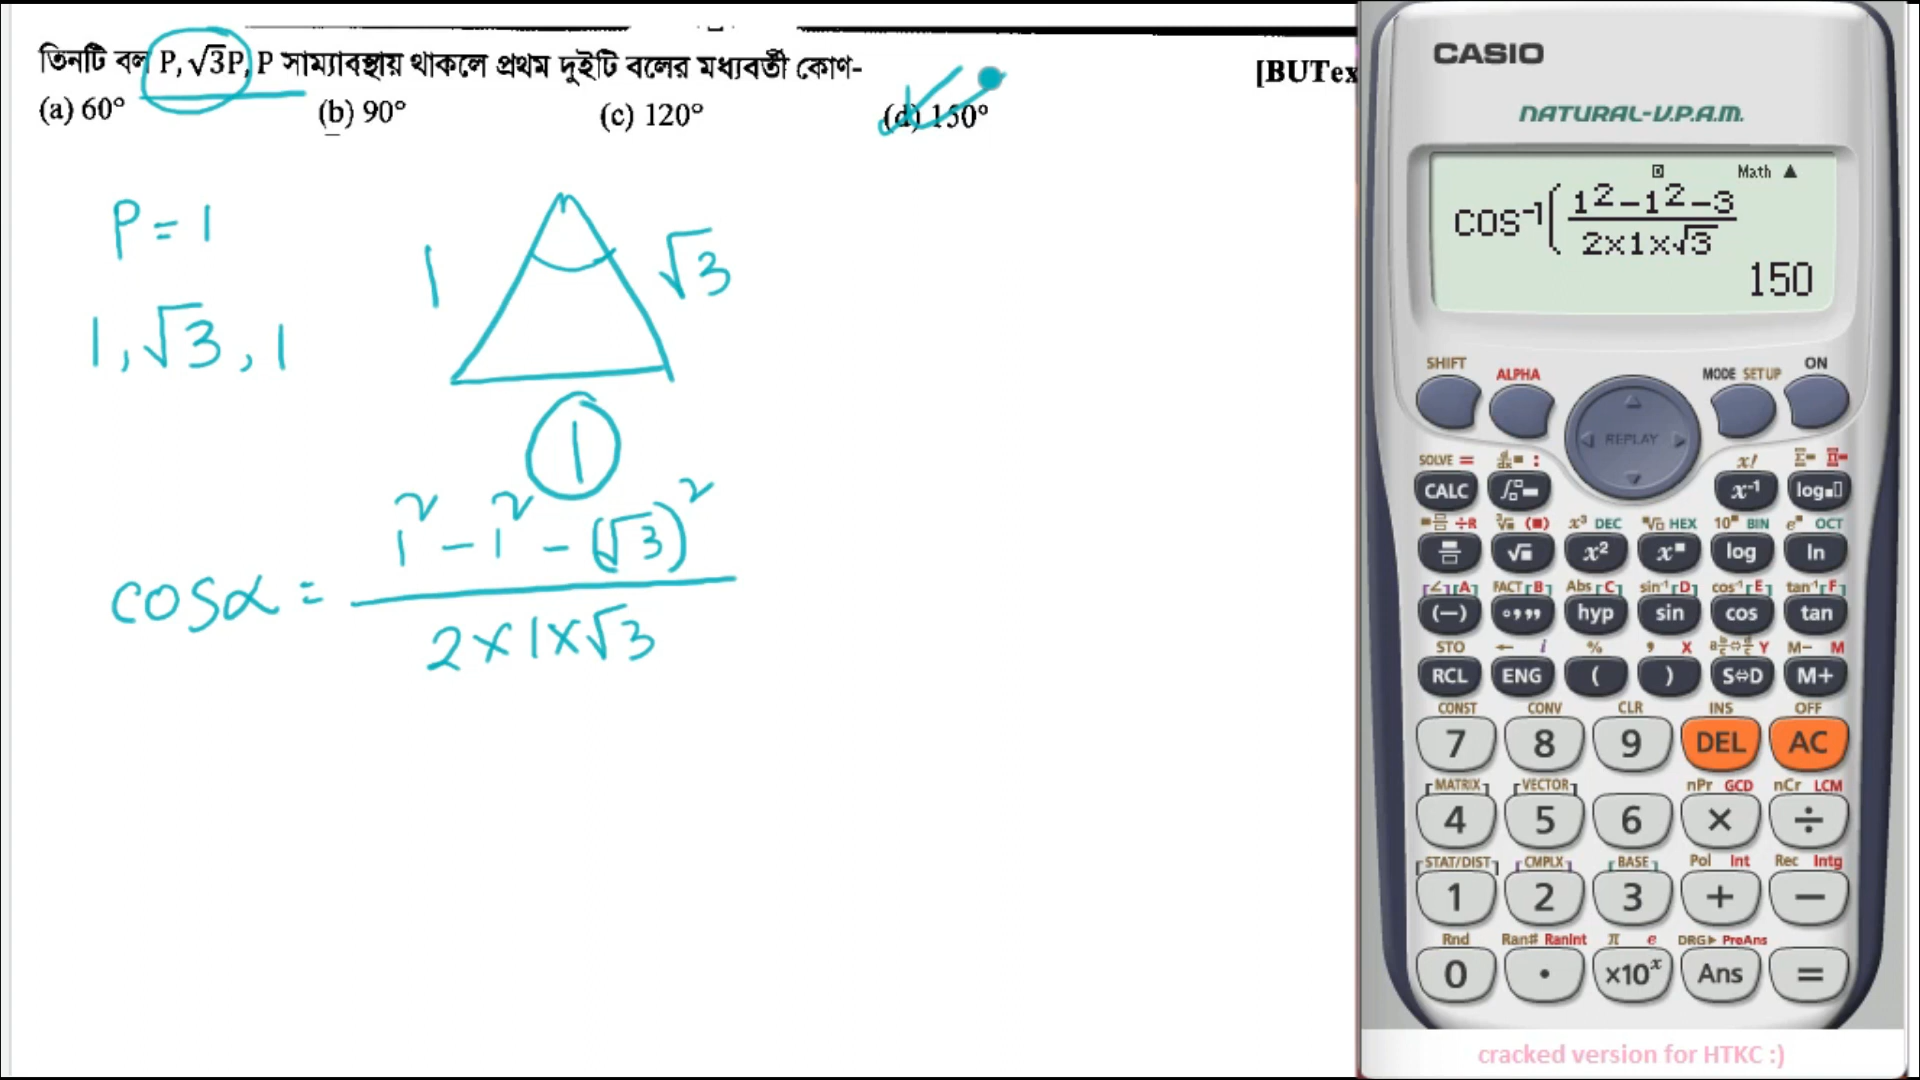 তিনটি বল P, √3P, P সাম্যাবস্থায় থাকলে প্রথম দুইটি বলের মধ্যবর্তী কোণ-
[BUTex
(a) 60°
(b) 90°
(c) 120°
(d) 150°
P = 1
1, √3, 1
1
√3
1
cosα = (1² - 1² - (√3)²) / (2 × 1 × √3)
CASIO
NATURAL-V.P.A.M.
D Math ▲
cos⁻¹( (1²-1²-3) / (2×1×√3)
150
SHIFT
ALPHA
MODE SETUP
ON
REPLAY
SOLVE = : x! 
CALC x⁻¹ log
÷R ³√ (■) x³ DEC ˣ√ HEX 10■ BIN e■ OCT
√■ x² x■ log ln
∠ A FACT B Abs C sin⁻¹ D cos⁻¹ E tan⁻¹ F
(−) °,,, hyp sin cos tan
STO ← i % , X a b/c⇔d/c Y M− M
RCL ENG ( ) S⇔D M+
CONST CONV CLR INS OFF
7 8 9 DEL AC
MATRIX VECTOR nPr GCD nCr LCM
4 5 6 × ÷
STAT/DIST CMPLX BASE Pol Int Rec Intg
1 2 3 + −
Rnd Ran# RanInt π e DRG▶ PreAns
0 • ×10ˣ Ans =
cracked version for HTKC :)